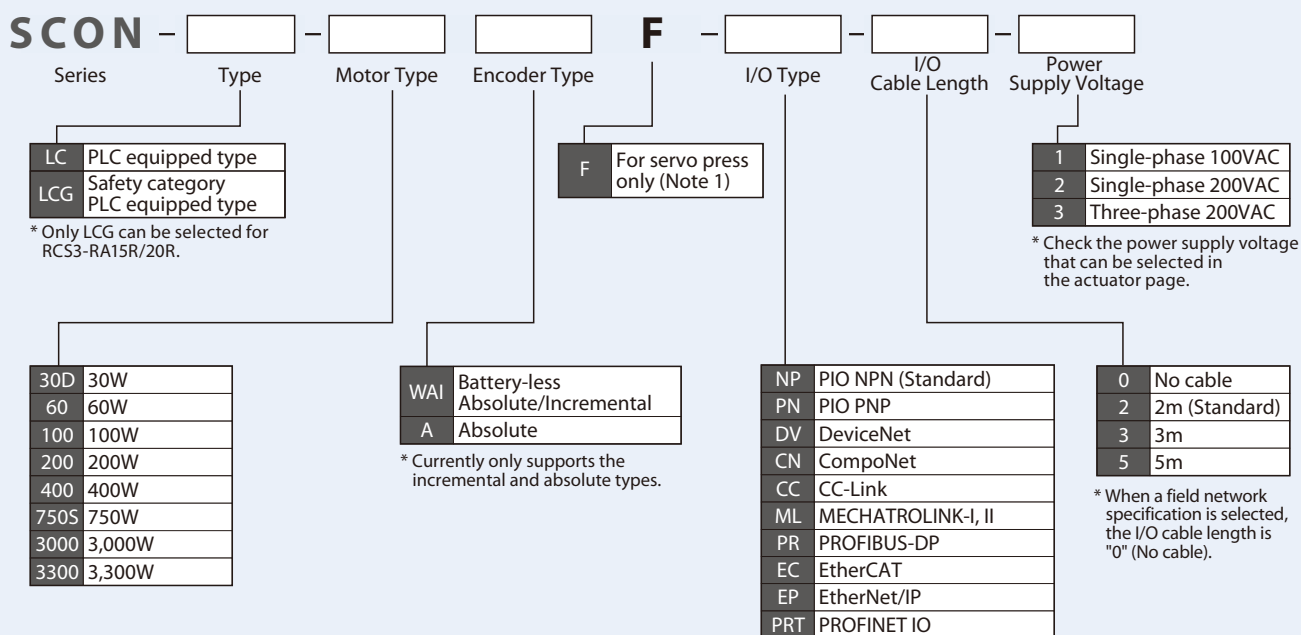 SCON - - F - - -
Series Type Motor Type Encoder Type I/O Type I/O Cable Length Power Supply Voltage
LC PLC equipped type
LCG Safety category
PLC equipped type
* Only LCG can be selected for
RCS3-RA15R/20R.
F For servo press
only (Note 1)
1 Single-phase 100VAC
2 Single-phase 200VAC
3 Three-phase 200VAC
* Check the power supply voltage
that can be selected in
the actuator page.
30D 30W
60 60W
100 100W
200 200W
400 400W
750S 750W
3000 3,000W
3300 3,300W
WAI Battery-less
Absolute/Incremental
A Absolute
* Currently only supports the
incremental and absolute types.
NP PIO NPN (Standard)
PN PIO PNP
DV DeviceNet
CN CompoNet
CC CC-Link
ML MECHATROLINK-I, II
PR PROFIBUS-DP
EC EtherCAT
EP EtherNet/IP
PRT PROFINET IO
0 No cable
2 2m (Standard)
3 3m
5 5m
* When a field network
specification is selected,
the I/O cable length is
"0" (No cable).